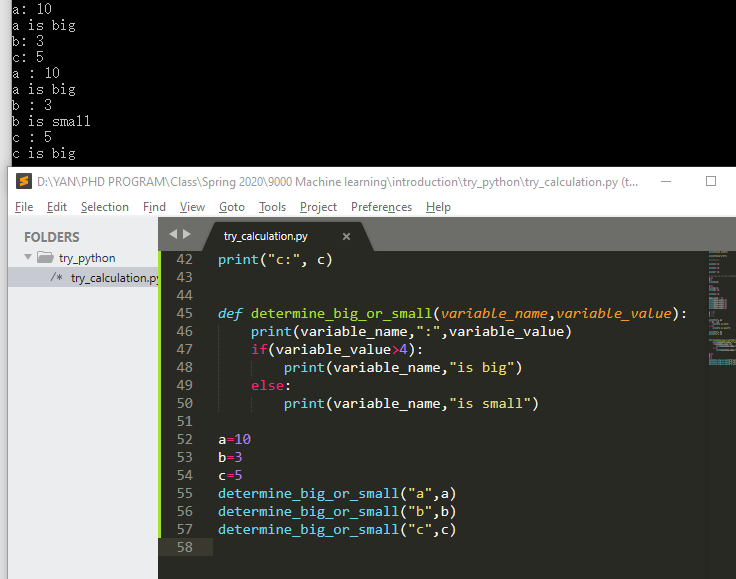 a: 10
a is big
b: 3
c: 5
a : 10
a is big
b : 3
b is small
c : 5
c is big
D:\YAN\PHD PROGRAM\Class\Spring 2020\9000 Machine learning\introduction\try_python\try_calculation.py (t...
File Edit Selection Find View Goto Tools Project Preferences Help
FOLDERS
try_python
/* try_calculation.py
try_calculation.py ×
42 print("c:", c)
43
44
45 def determine_big_or_small(variable_name,variable_value):
46     print(variable_name,":",variable_value)
47     if(variable_value>4):
48         print(variable_name,"is big")
49     else:
50         print(variable_name,"is small")
51
52 a=10
53 b=3
54 c=5
55 determine_big_or_small("a",a)
56 determine_big_or_small("b",b)
57 determine_big_or_small("c",c)
58